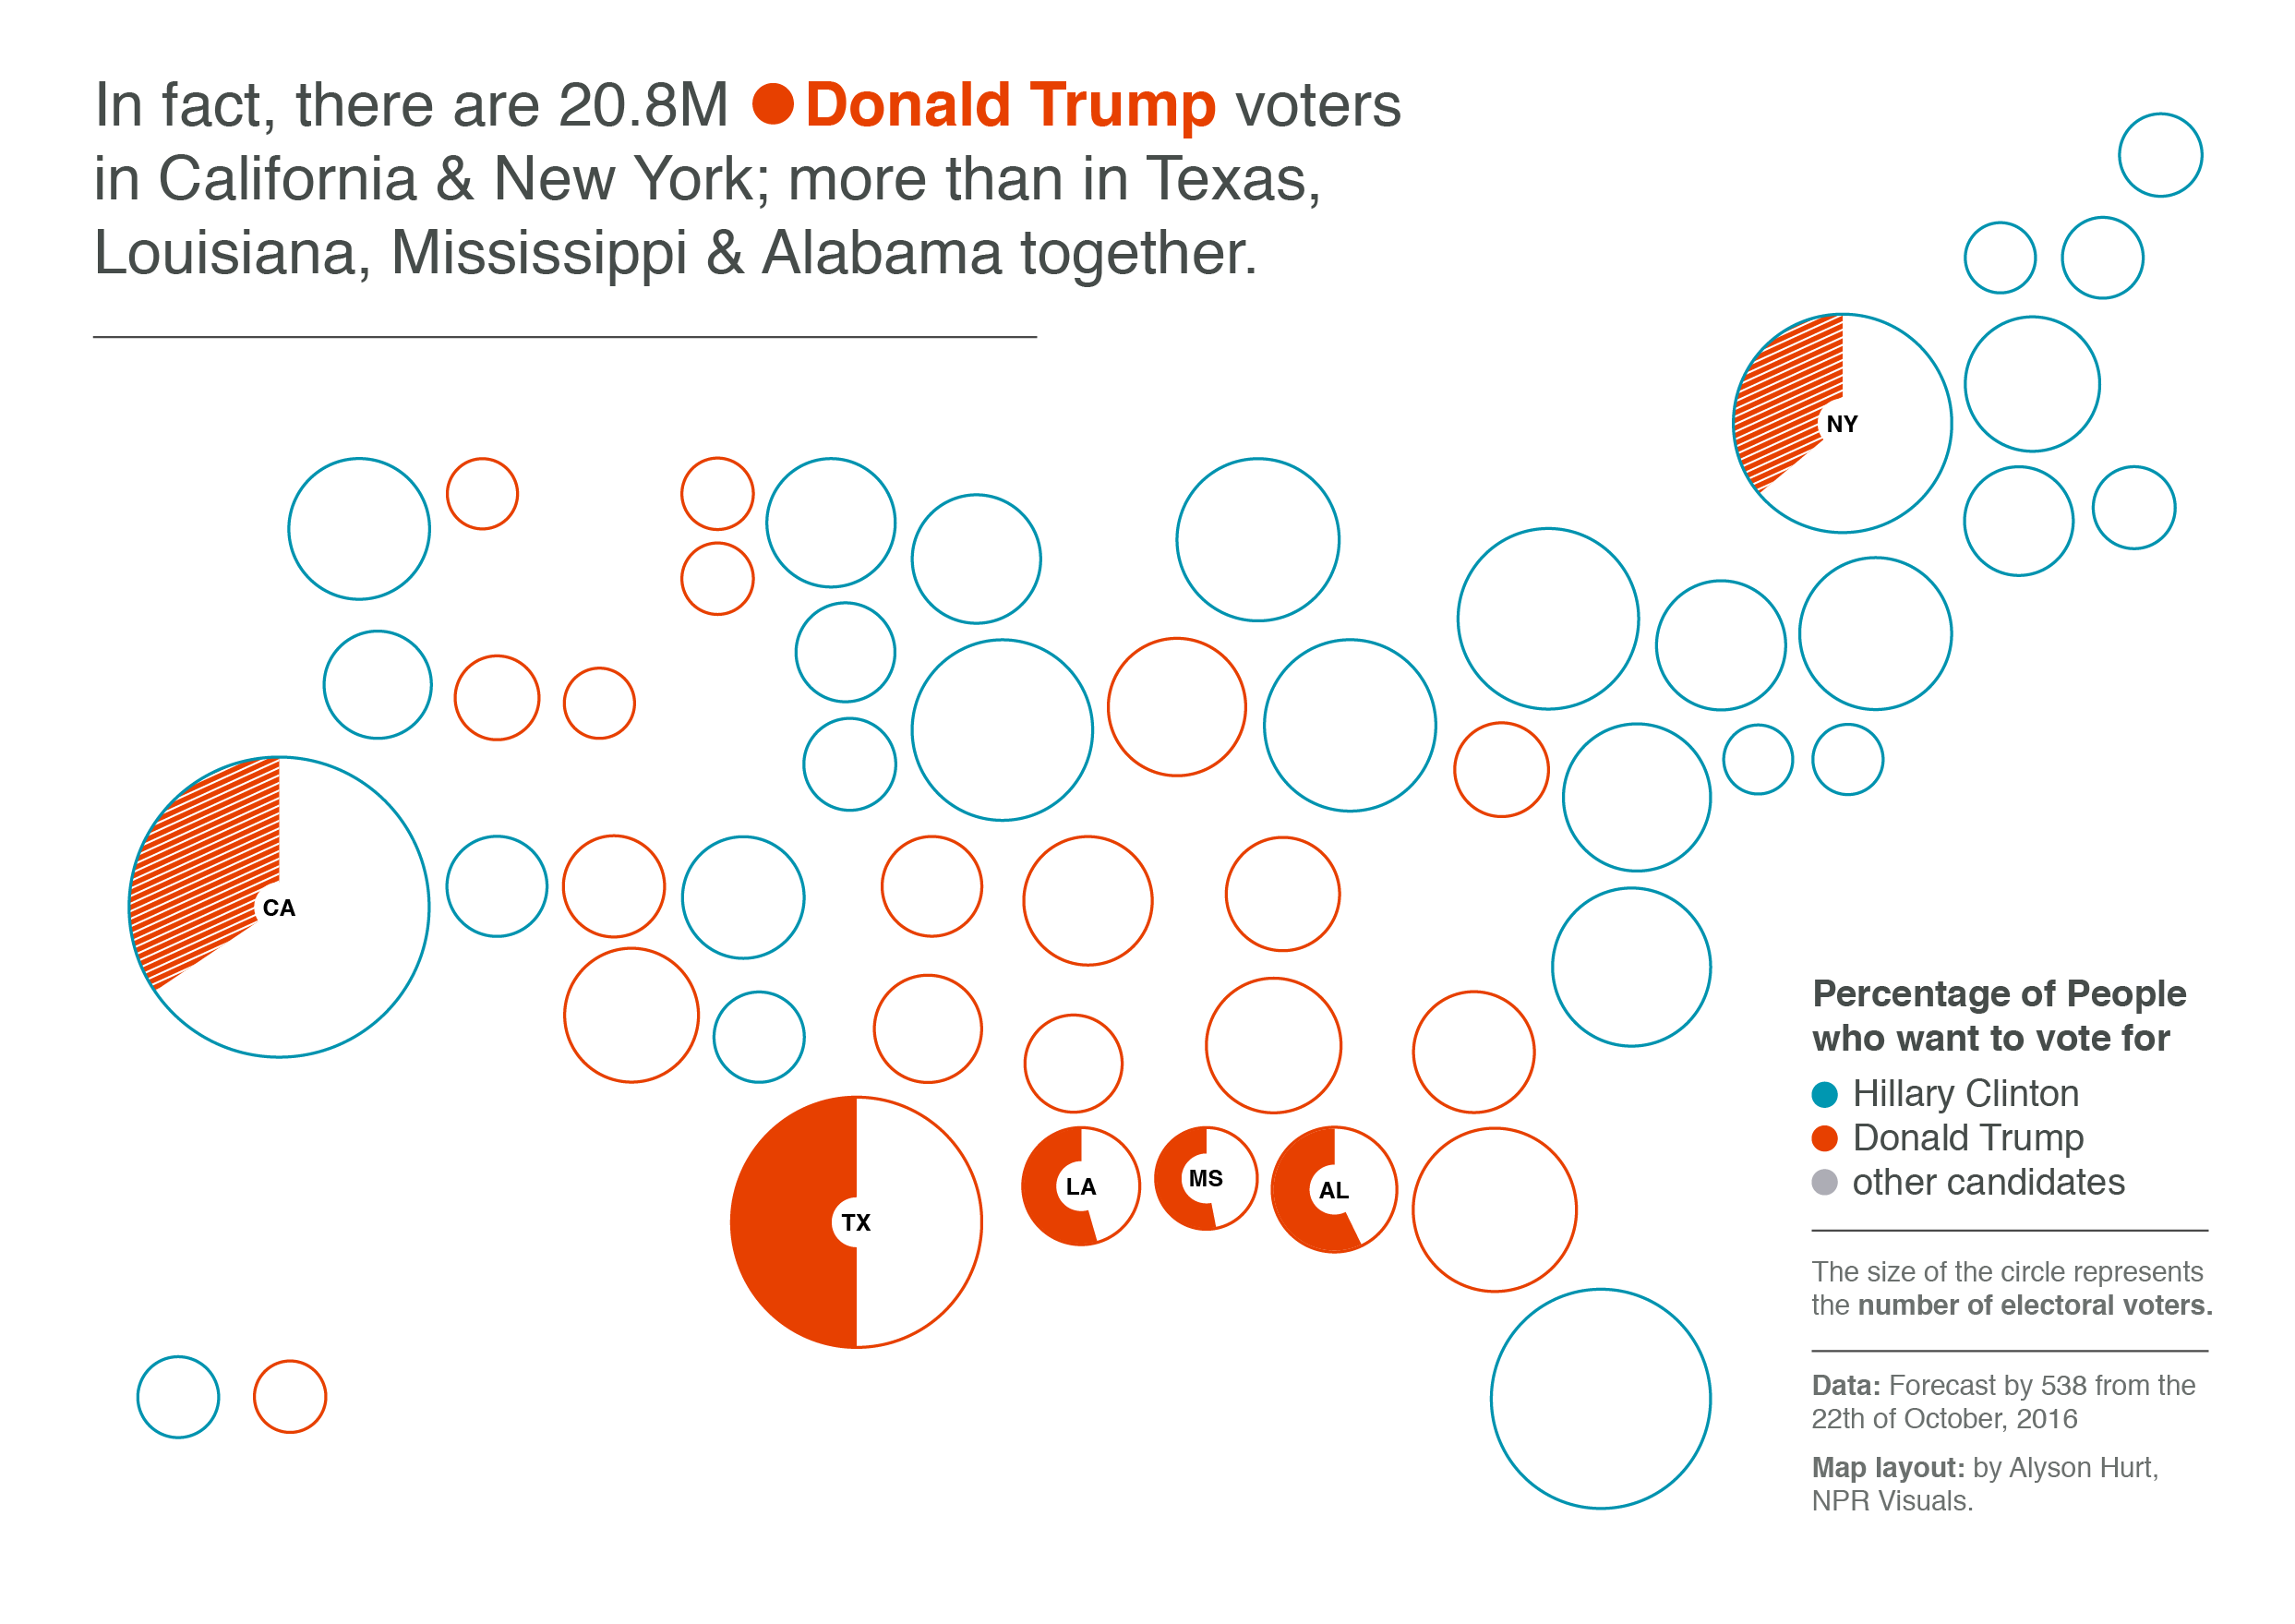 In fact, there are 20.8M Donald Trump voters
in California & New York; more than in Texas,
Louisiana, Mississippi & Alabama together.
NY
CA
TX
LA
MS
AL
Percentage of People
who want to vote for
Hillary Clinton
Donald Trump
other candidates
The size of the circle represents
the number of electoral voters.
Data: Forecast by 538 from the
22th of October, 2016
Map layout: by Alyson Hurt,
NPR Visuals.